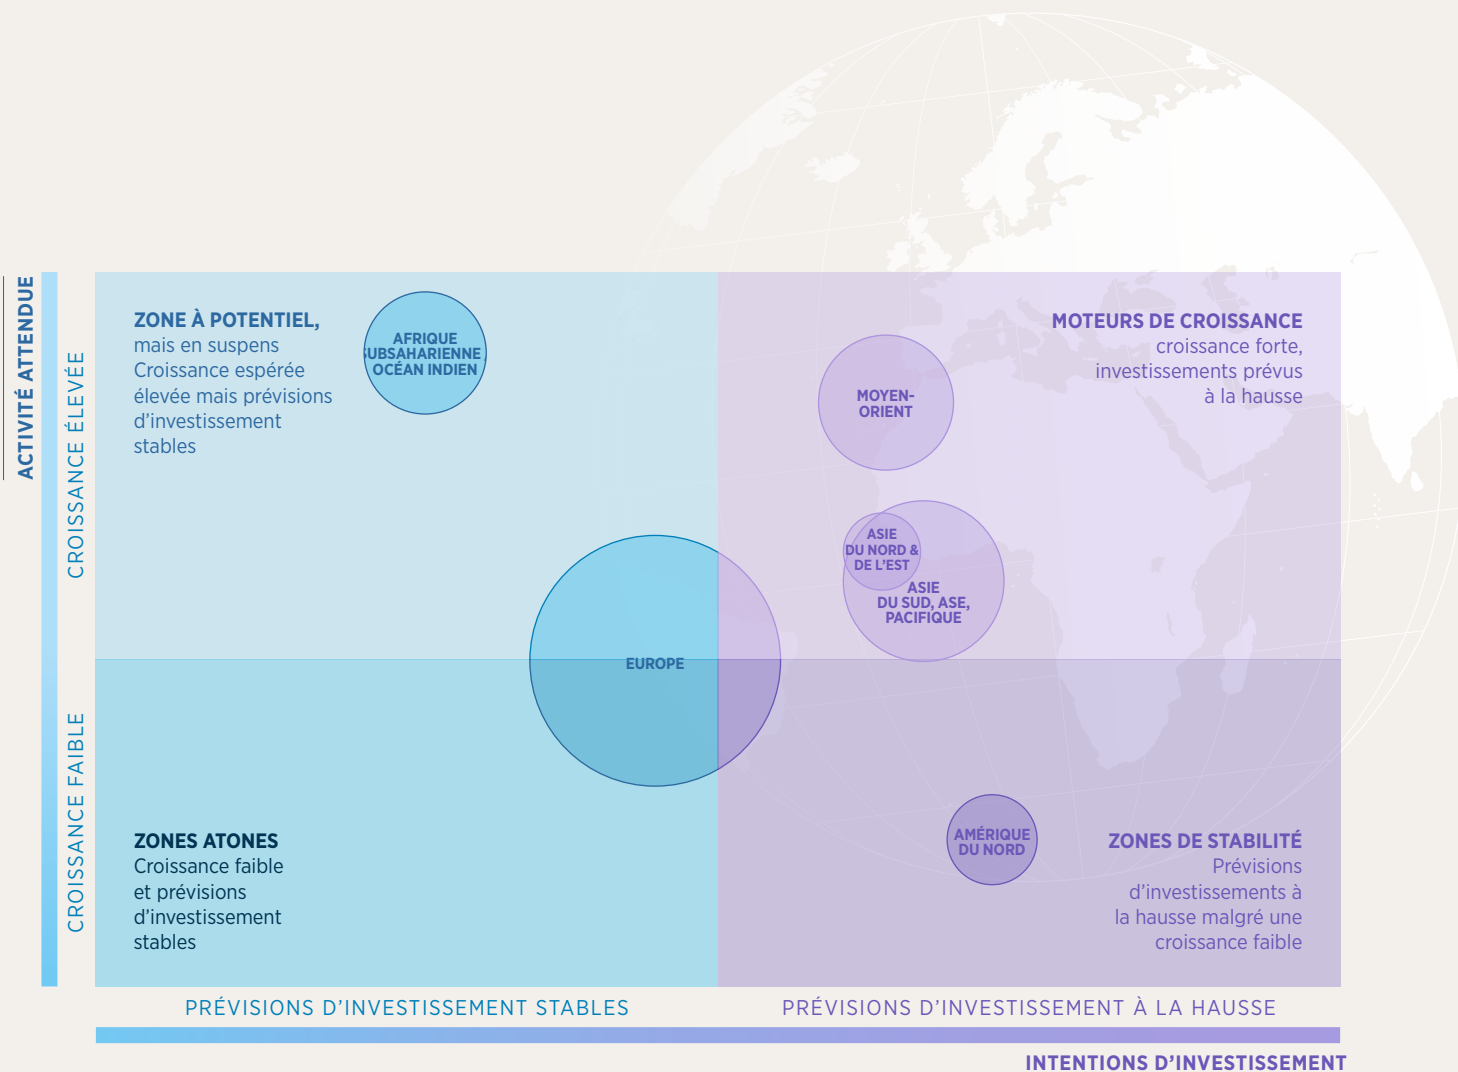 ACTIVITÉ ATTENDUE
CROISSANCE ÉLEVÉE
CROISSANCE FAIBLE
ZONE À POTENTIEL,
mais en suspens
Croissance espérée
élevée mais prévisions
d’investissement
stables
AFRIQUE
SUBSAHARIENNE,
OCÉAN INDIEN
MOTEURS DE CROISSANCE
croissance forte,
investissements prévus
à la hausse
MOYEN-
ORIENT
ASIE
DU NORD &
DE L’EST
ASIE
DU SUD, ASE,
PACIFIQUE
EUROPE
ZONES ATONES
Croissance faible
et prévisions
d’investissement
stables
AMÉRIQUE
DU NORD
ZONES DE STABILITÉ
Prévisions
d’investissements à
la hausse malgré une
croissance faible
PRÉVISIONS D’INVESTISSEMENT STABLES
PRÉVISIONS D’INVESTISSEMENT À LA HAUSSE
INTENTIONS D’INVESTISSEMENT